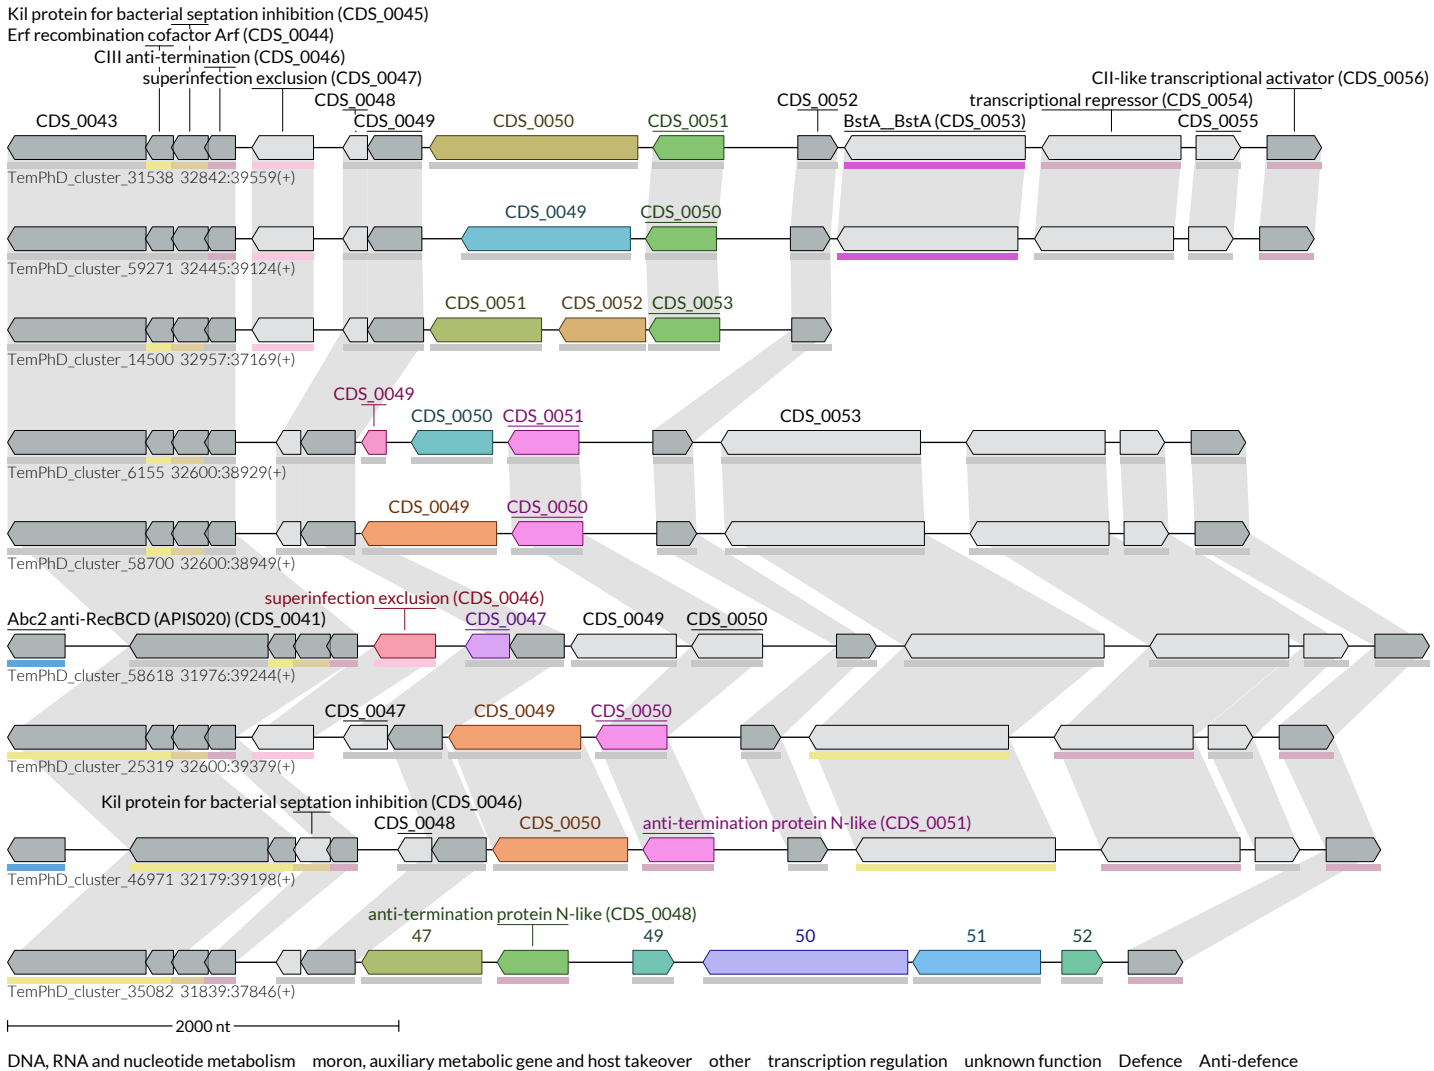 Kil protein for bacterial septation inhibition (CDS_0045)
Erf recombination cofactor Arf (CDS_0044)
CIII anti-termination (CDS_0046)
superinfection exclusion (CDS_0047)
CII-like transcriptional activator (CDS_0056)
CDS_0048
CDS_0052
transcriptional repressor (CDS_0054)
CDS_0043
CDS_0049
CDS_0050
CDS_0051
BstA__BstA (CDS_0053)
CDS_0055
TemPhD_cluster_31538 32842:39559(+)
CDS_0049
CDS_0050
TemPhD_cluster_59271 32445:39124(+)
CDS_0051
CDS_0052
CDS_0053
TemPhD_cluster_14500 32957:37169(+)
CDS_0049
CDS_0050
CDS_0051
CDS_0053
TemPhD_cluster_6155 32600:38929(+)
CDS_0049
CDS_0050
TemPhD_cluster_58700 32600:38949(+)
superinfection exclusion (CDS_0046)
Abc2 anti-RecBCD (APIS020) (CDS_0041)
CDS_0047
CDS_0049
CDS_0050
TemPhD_cluster_58618 31976:39244(+)
CDS_0047
CDS_0049
CDS_0050
TemPhD_cluster_25319 32600:39379(+)
Kil protein for bacterial septation inhibition (CDS_0046)
CDS_0048
CDS_0050
anti-termination protein N-like (CDS_0051)
TemPhD_cluster_46971 32179:39198(+)
anti-termination protein N-like (CDS_0048)
47
49
50
51
52
TemPhD_cluster_35082 31839:37846(+)
2000 nt
DNA, RNA and nucleotide metabolism moron, auxiliary metabolic gene and host takeover other transcription regulation unknown function Defence Anti-defence